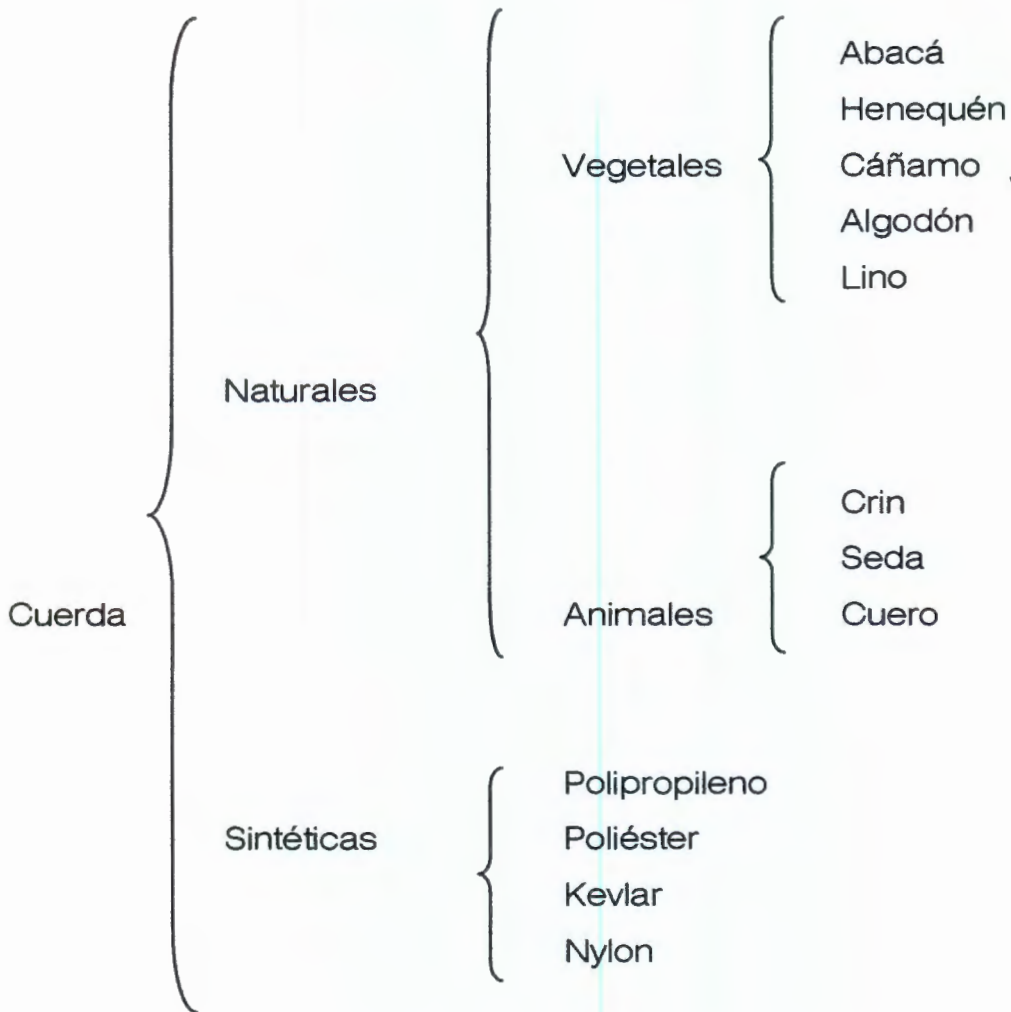 Cuerda
Naturales
Vegetales
Abacá
Henequén
Cáñamo
Algodón
Lino
Animales
Crin
Seda
Cuero
Sintéticas
Polipropileno
Poliéster
Kevlar
Nylon